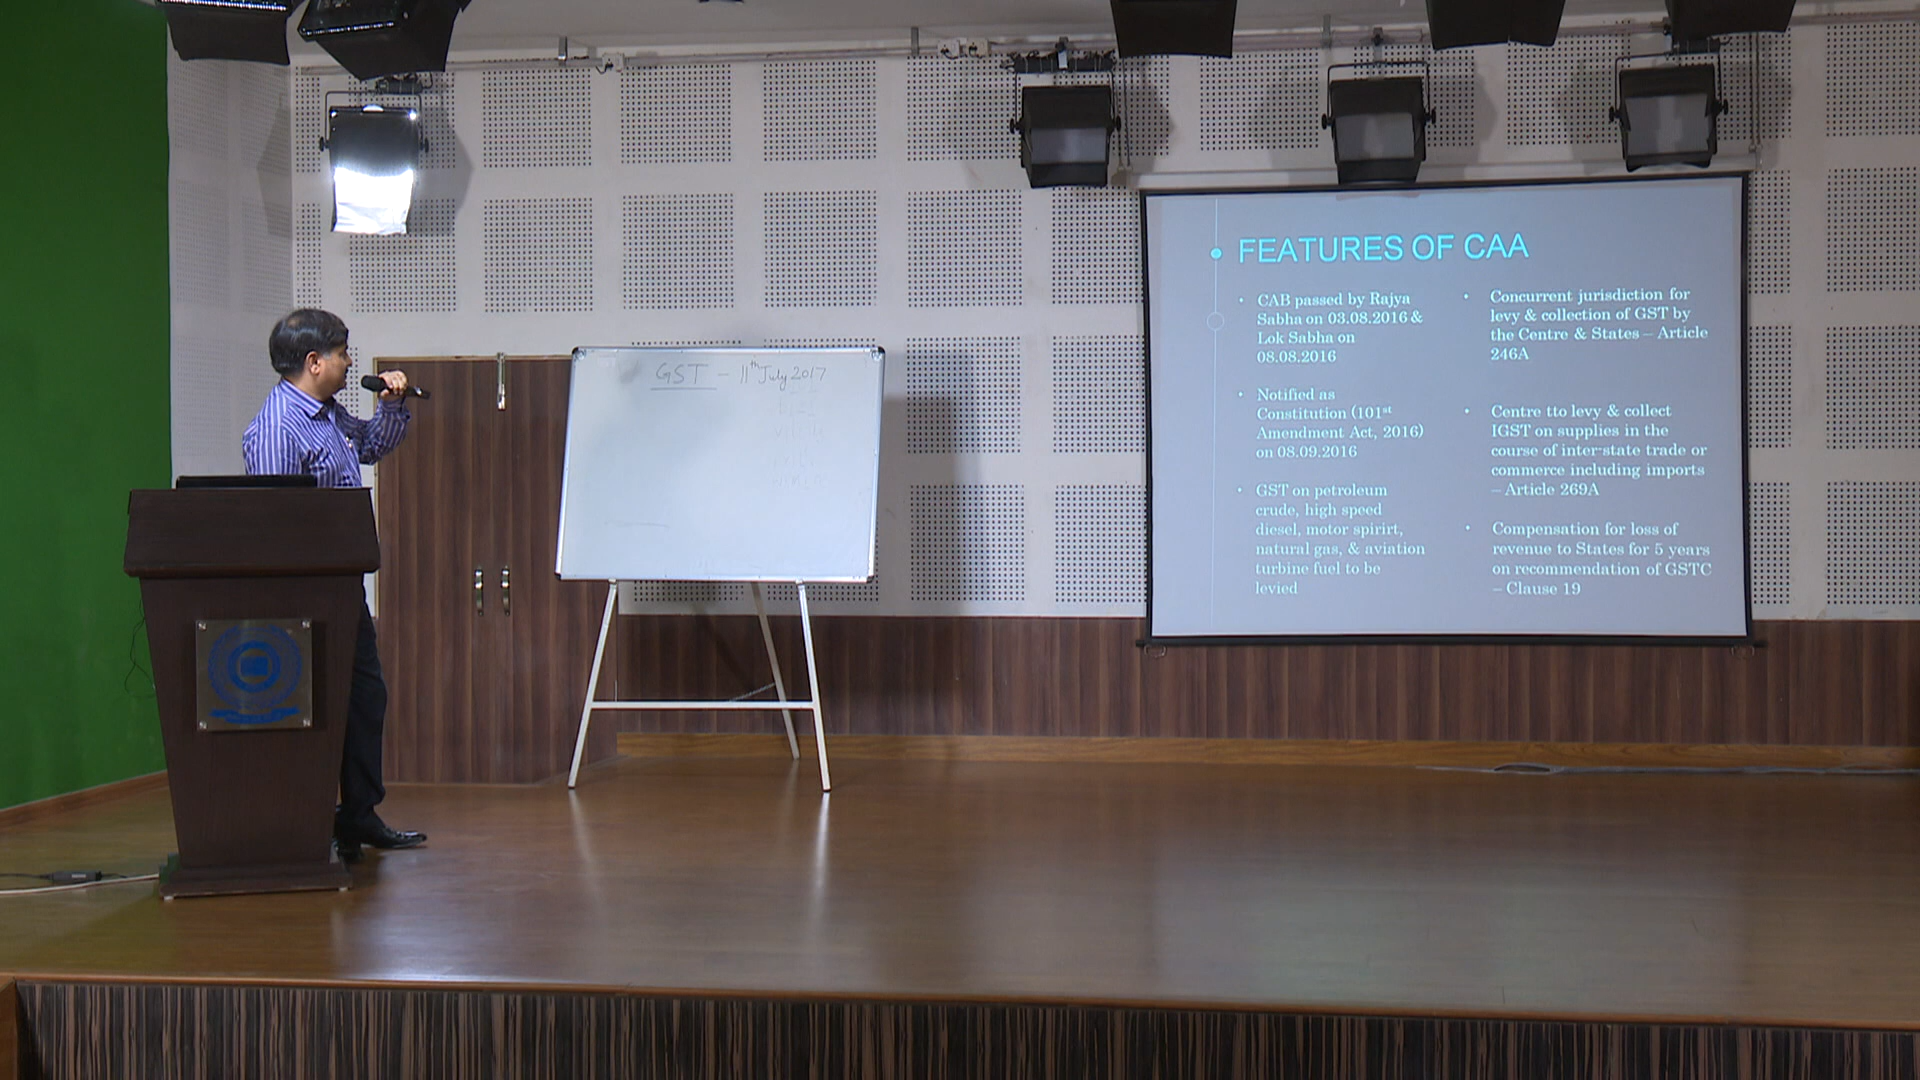 GST - 11th July 2017
FEATURES OF CAA
• CAB passed by Rajya
Sabha on 03.08.2016 &
Lok Sabha on
08.08.2016
• Notified as
Constitution (101st
Amendment Act, 2016)
on 08.09.2016
• GST on petroleum
crude, high speed
diesel, motor spirirt,
natural gas, & aviation
turbine fuel to be
levied
• Concurrent jurisdiction for
levy & collection of GST by
the Centre & States – Article
246A
• Centre tto levy & collect
IGST on supplies in the
course of inter-state trade or
commerce including imports
– Article 269A
• Compensation for loss of
revenue to States for 5 years
on recommendation of GSTC
– Clause 19